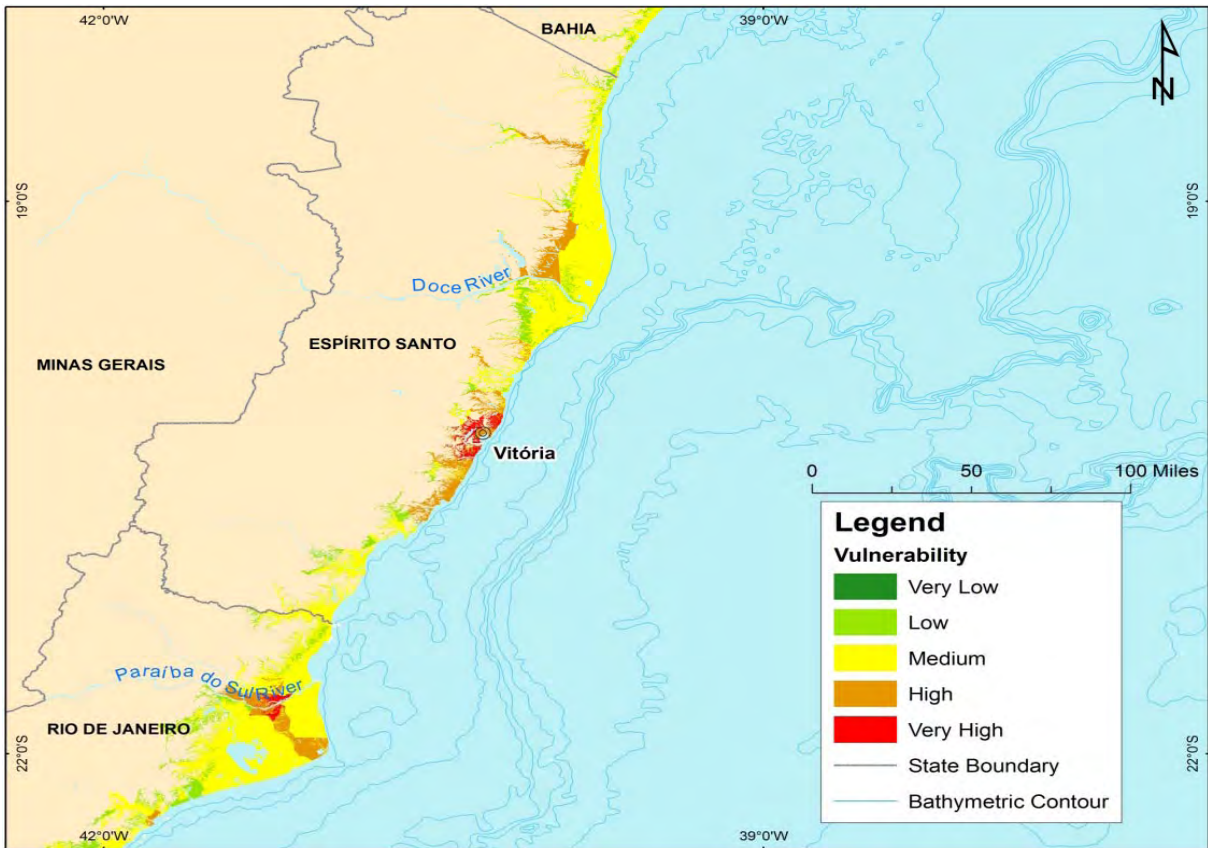 42°0'W
39°0'W
BAHIA
N
19°0'S
19°0'S
Doce River
ESPÍRITO SANTO
MINAS GERAIS
Vitória
0 50 100 Miles
Legend
Vulnerability
Very Low
Low
Medium
High
Very High
State Boundary
Bathymetric Contour
Paraíba do Sul River
RIO DE JANEIRO
22°0'S
22°0'S
42°0'W
39°0'W